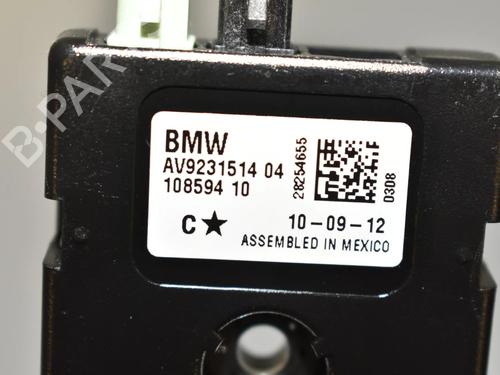 BMW
AV9231514 04
108594 10
28254655
0308
C★
10-09-12
ASSEMBLED IN MEXICO
B-PAR